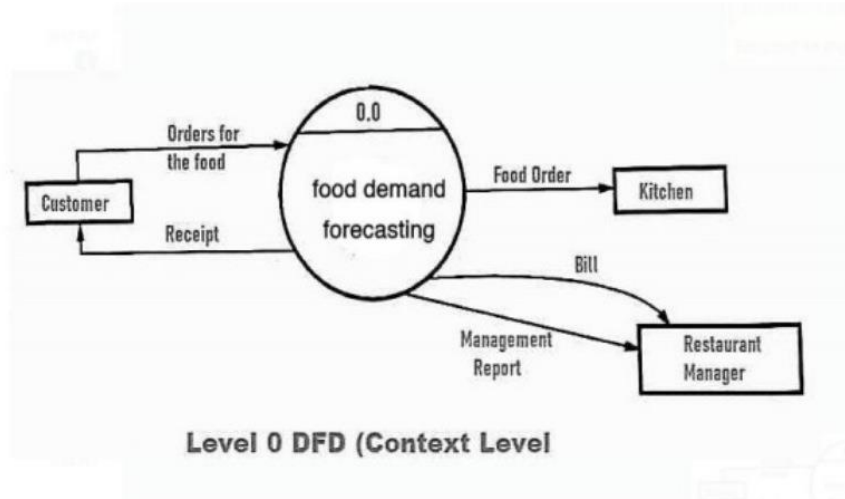 0.0
Orders for
the food
food demand
forecasting
Food Order
Kitchen
Customer
Receipt
Bill
Management
Report
Restaurant
Manager
Level 0 DFD (Context Level